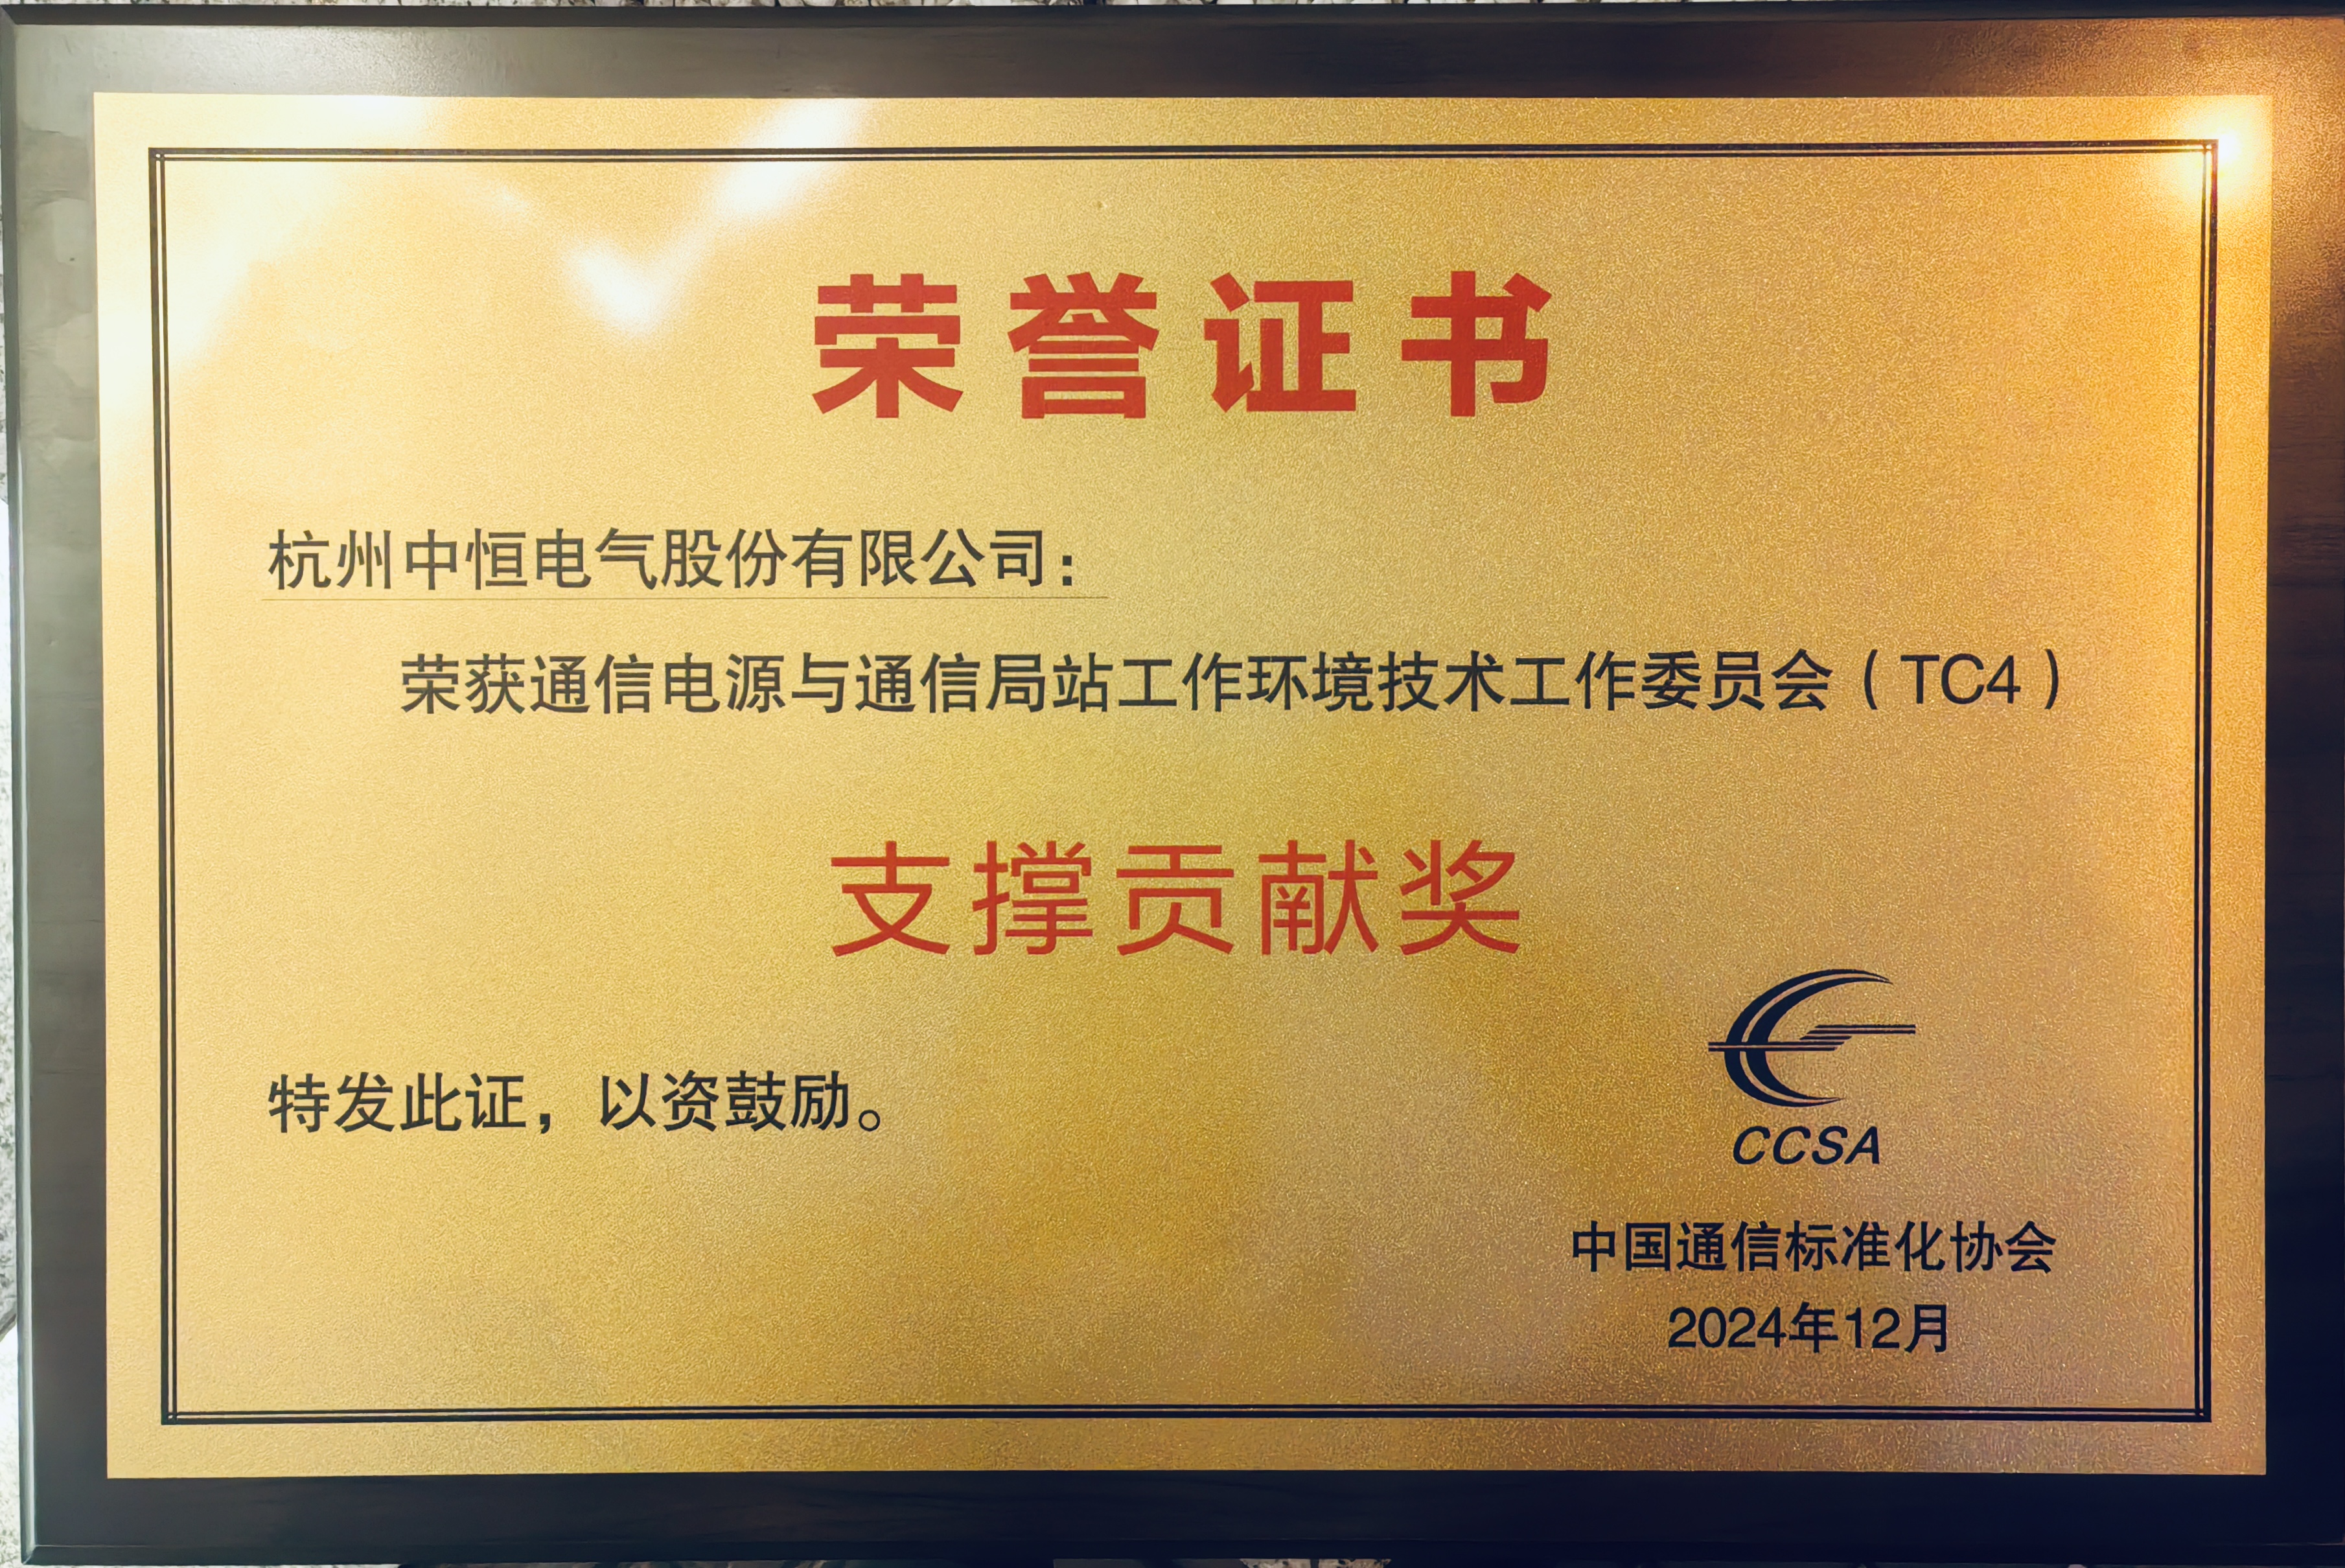 荣誉证书
杭州中恒电气股份有限公司：
荣获通信电源与通信局站工作环境技术工作委员会（TC4）
支撑贡献奖
特发此证，以资鼓励。
CCSA
中国通信标准化协会
2024年12月